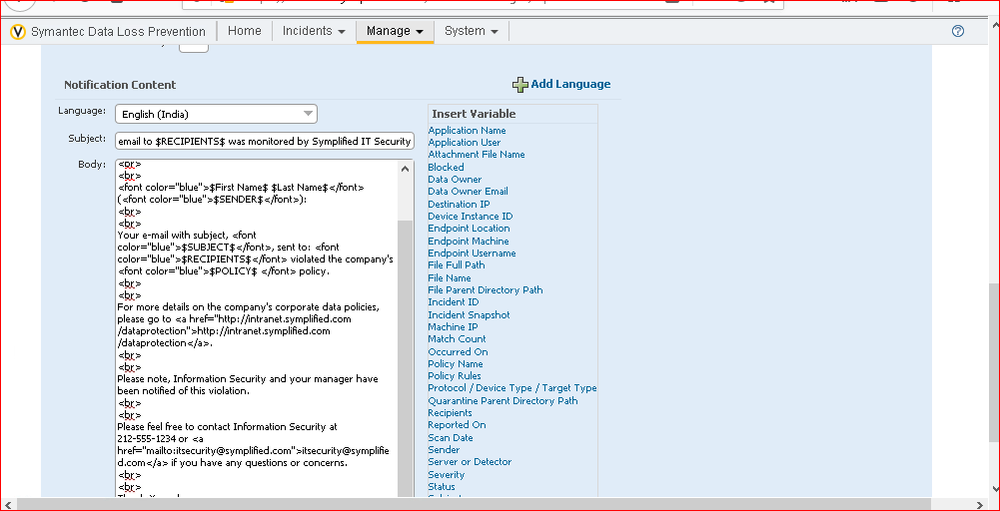 Symantec Data Loss Prevention Home Incidents Manage System
Notification Content
Add Language
Language: English (India)
Subject: email to $RECIPIENTS$ was monitored by Symplified IT Security
Body:
<br>
<br>
<font color="blue">$First Name$ $Last Name$</font>
(<font color="blue">$SENDER$</font>):
<br>
<br>
Your e-mail with subject, <font
color="blue">$SUBJECT$</font>, sent to: <font
color="blue">$RECIPIENTS$</font> violated the company's
<font color="blue">$POLICY$ </font> policy.
<br>
<br>
For more details on the company's corporate data policies,
please go to <a href="http://intranet.symplified.com
/dataprotection">http://intranet.symplified.com
/dataprotection</a>.
<br>
<br>
Please note, Information Security and your manager have
been notified of this violation.
<br>
<br>
Please feel free to contact Information Security at
212-555-1234 or <a
href="mailto:itsecurity@symplified.com">itsecurity@symplifie
d.com</a> if you have any questions or concerns.
<br>
<br>
Insert Variable
Application Name
Application User
Attachment File Name
Blocked
Data Owner
Data Owner Email
Destination IP
Device Instance ID
Endpoint Location
Endpoint Machine
Endpoint Username
File Full Path
File Name
File Parent Directory Path
Incident ID
Incident Snapshot
Machine IP
Match Count
Occurred On
Policy Name
Policy Rules
Protocol / Device Type / Target Type
Quarantine Parent Directory Path
Recipients
Reported On
Scan Date
Sender
Server or Detector
Severity
Status